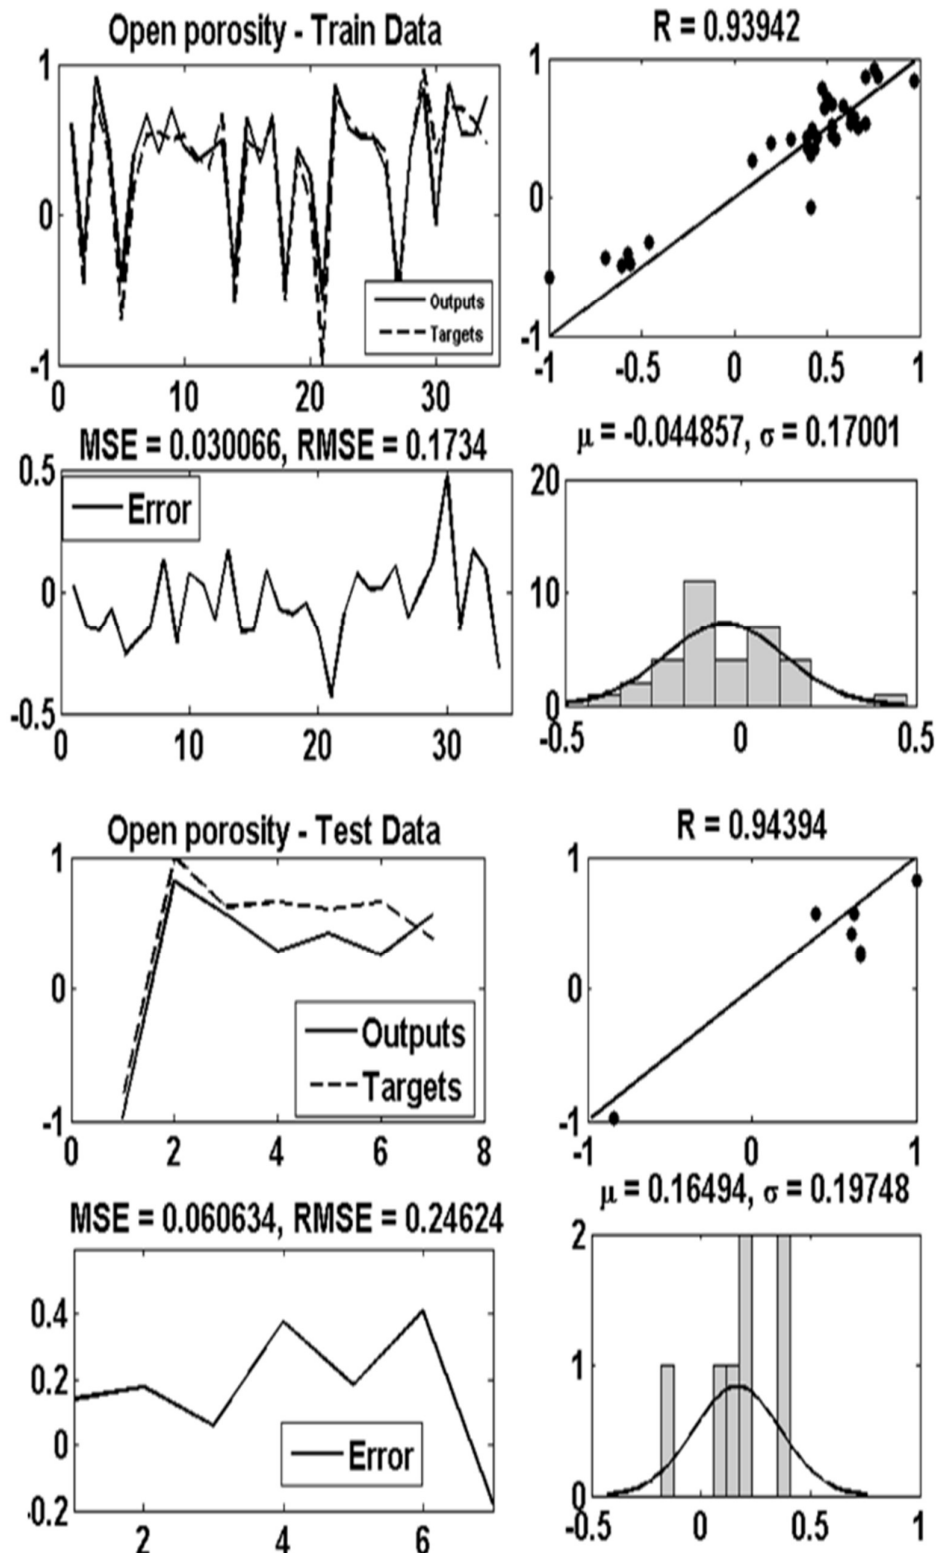 Open porosity - Train Data
R = 0.93942
1
0
-1
0 10 20 30
Outputs
Targets
1
0
-1
-1 -0.5 0 0.5 1
MSE = 0.030066, RMSE = 0.1734
μ = -0.044857, σ = 0.17001
0.5
0
-0.5
0 10 20 30
Error
20
10
0
-0.5 0 0.5
Open porosity - Test Data
R = 0.94394
1
0
-1
0 2 4 6 8
Outputs
Targets
1
0
-1
-1 0 1
MSE = 0.060634, RMSE = 0.24624
μ = 0.16494, σ = 0.19748
0.4
0.2
0
.0.2
2 4 6
Error
2
1
0
-0.5 0 0.5 1